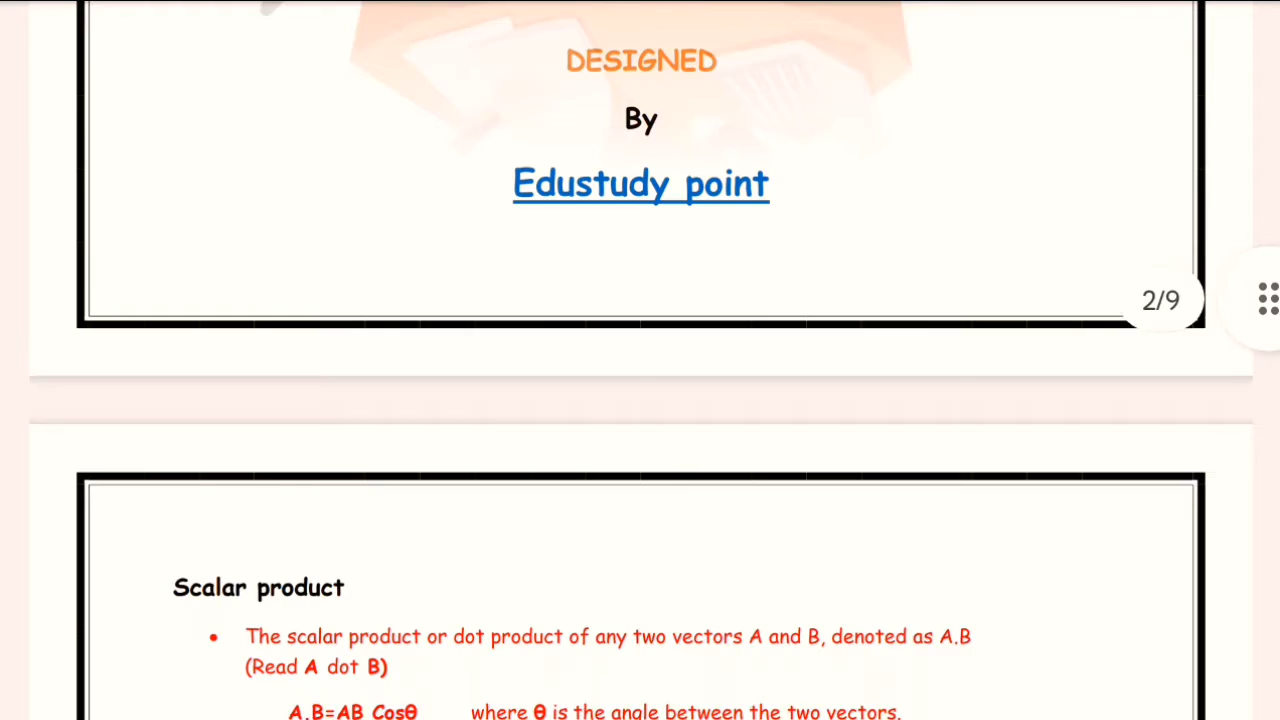 DESIGNED
By
Edustudy point
2/9
Scalar product
• The scalar product or dot product of any two vectors A and B, denoted as A.B
(Read A dot B)
A.B=AB Cosθ where θ is the angle between the two vectors.